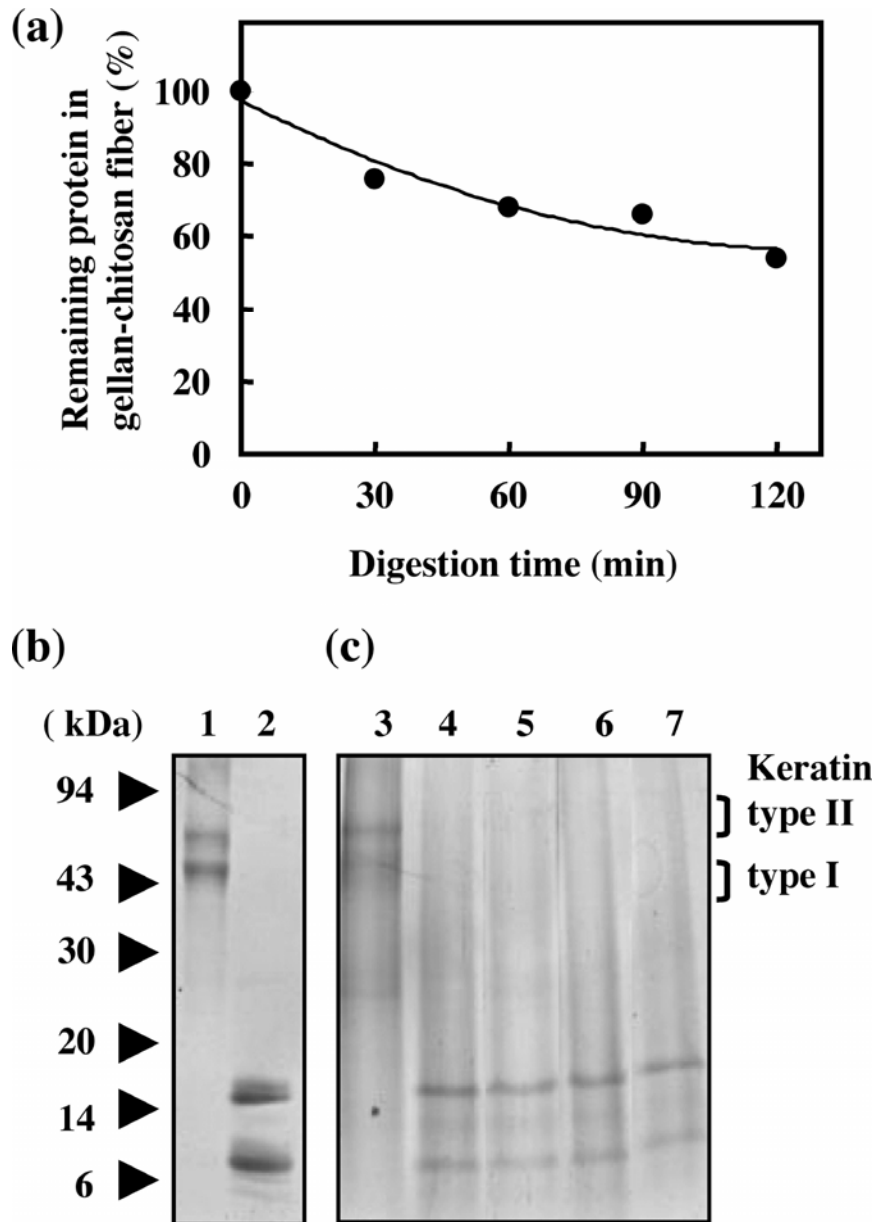 (a)
Remaining protein in
gellan-chitosan fiber (%)
100
80
60
40
20
0
0 30 60 90 120
Digestion time (min)
(b) (c)
( kDa) 1 2 3 4 5 6 7
Keratin
94
type II
43
type I
30
20
14
6